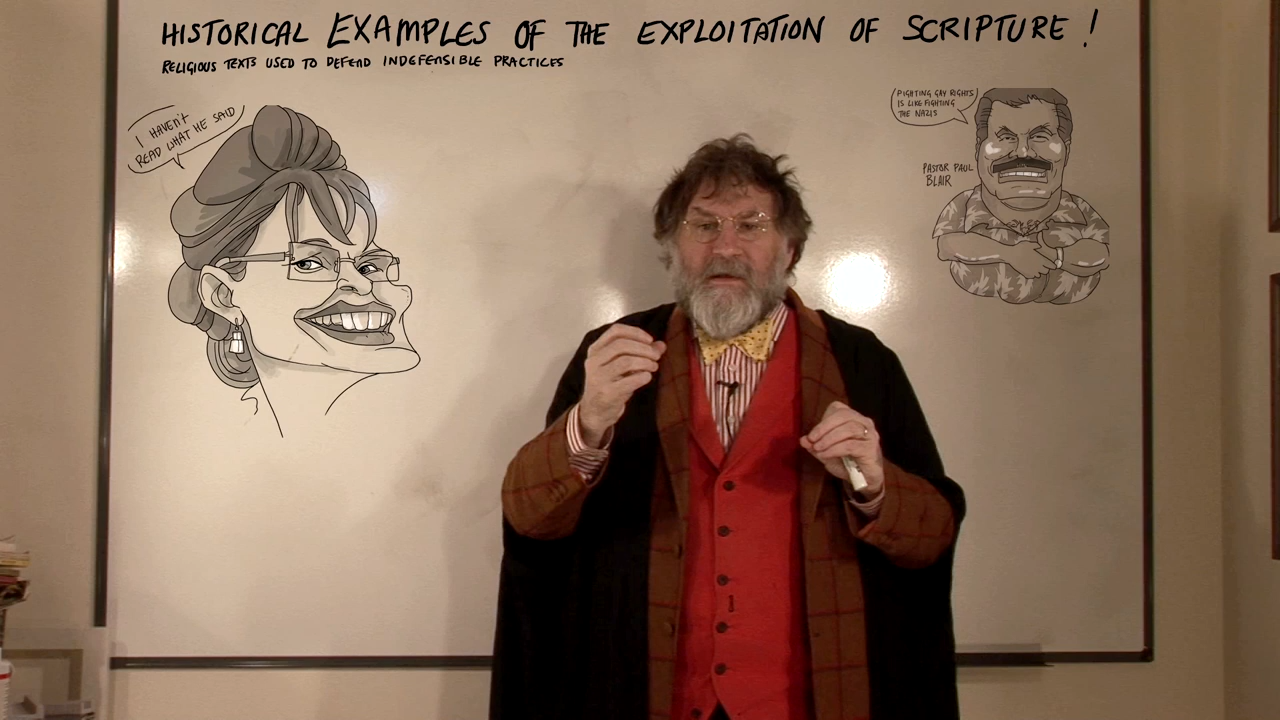 HISTORICAL EXAMPLES OF THE EXPLOITATION OF SCRIPTURE!
RELIGIOUS TEXTS USED TO DEFEND INDEFENSIBLE PRACTICES
I HAVEN'T
READ WHAT HE SAID
FIGHTING GAY RIGHTS
IS LIKE FIGHTING
THE NAZIS
PASTOR PAUL
BLAIR